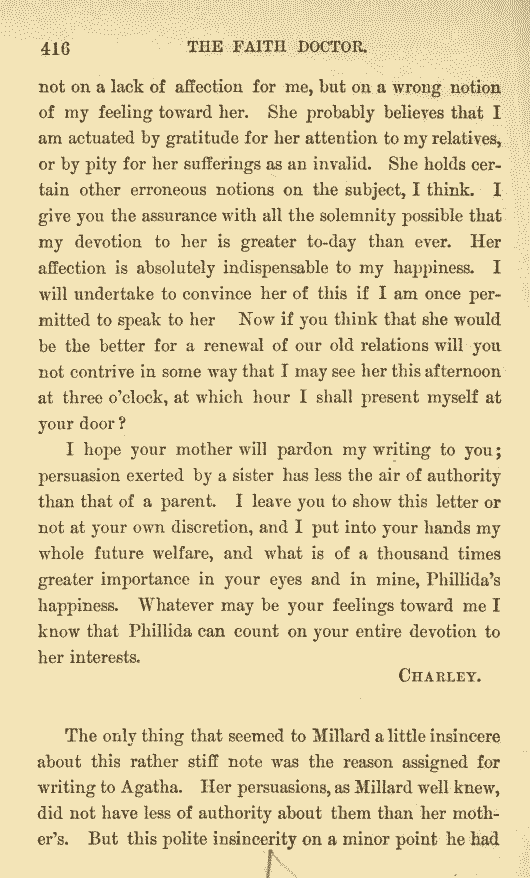 416 THE FAITH DOCTOR.
not on a lack of affection for me, but on a wrong notion
of my feeling toward her. She probably believes that I
am actuated by gratitude for her attention to my relatives,
or by pity for her sufferings as an invalid. She holds cer-
tain other erroneous notions on the subject, I think. I
give you the assurance with all the solemnity possible that
my devotion to her is greater to-day than ever. Her
affection is absolutely indispensable to my happiness. I
will undertake to convince her of this if I am once per-
mitted to speak to her Now if you think that she would
be the better for a renewal of our old relations will you
not contrive in some way that I may see her this afternoon
at three o'clock, at which hour I shall present myself at
your door?
I hope your mother will pardon my writing to you;
persuasion exerted by a sister has less the air of authority
than that of a parent. I leave you to show this letter or
not at your own discretion, and I put into your hands my
whole future welfare, and what is of a thousand times
greater importance in your eyes and in mine, Phillida's
happiness. Whatever may be your feelings toward me I
know that Phillida can count on your entire devotion to
her interests.
CHARLEY.
The only thing that seemed to Millard a little insincere
about this rather stiff note was the reason assigned for
writing to Agatha. Her persuasions, as Millard well knew,
did not have less of authority about them than her moth-
er's. But this polite insincerity on a minor point he had